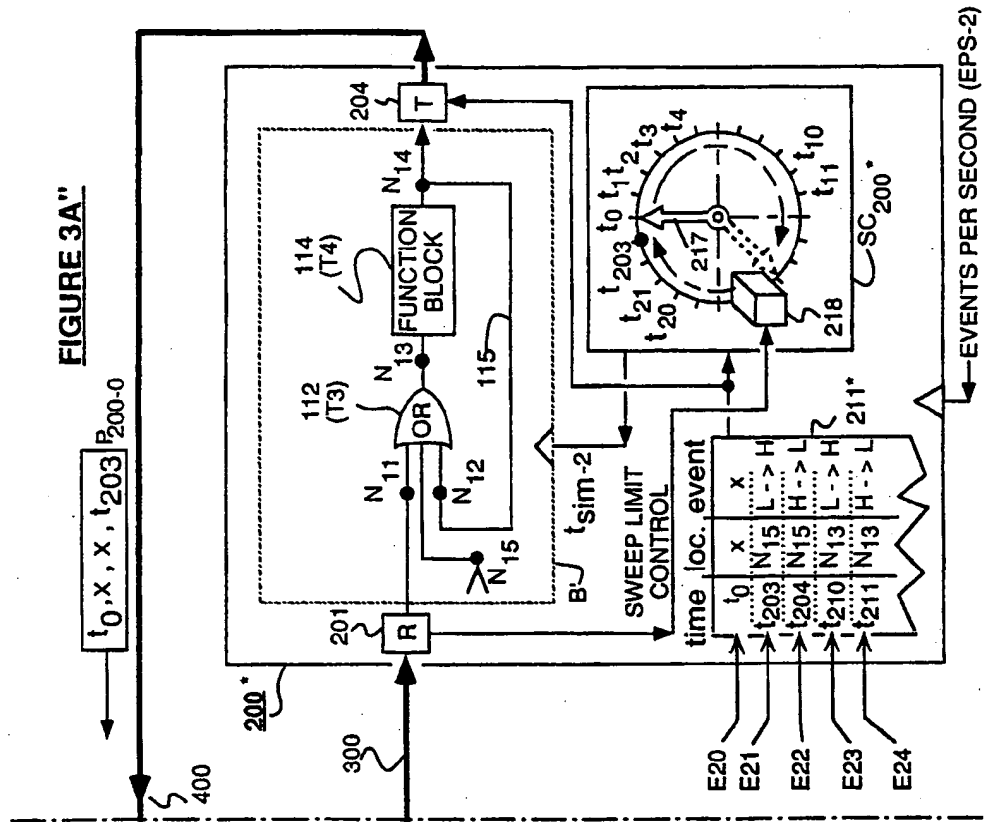 FIGURE 3A"
t0, x, x, t203
P200-0
400
300
200*
201
R
204
T
N11
N12
N15
112
(T3)
OR
N13
114
(T4)
FUNCTION
BLOCK
N14
115
B'
tsim-2
SWEEP LIMIT
CONTROL
t20
t21
t203
t0
t1
t2
t3
t4
t10
t11
217
218
SC200*
time loc. event
t0 x x
t203 N15 L->H
t204 N15 H->L
t210 N13 L->H
t211 N13 H->L
211*
E20
E21
E22
E23
E24
EVENTS PER SECOND (EPS-2)